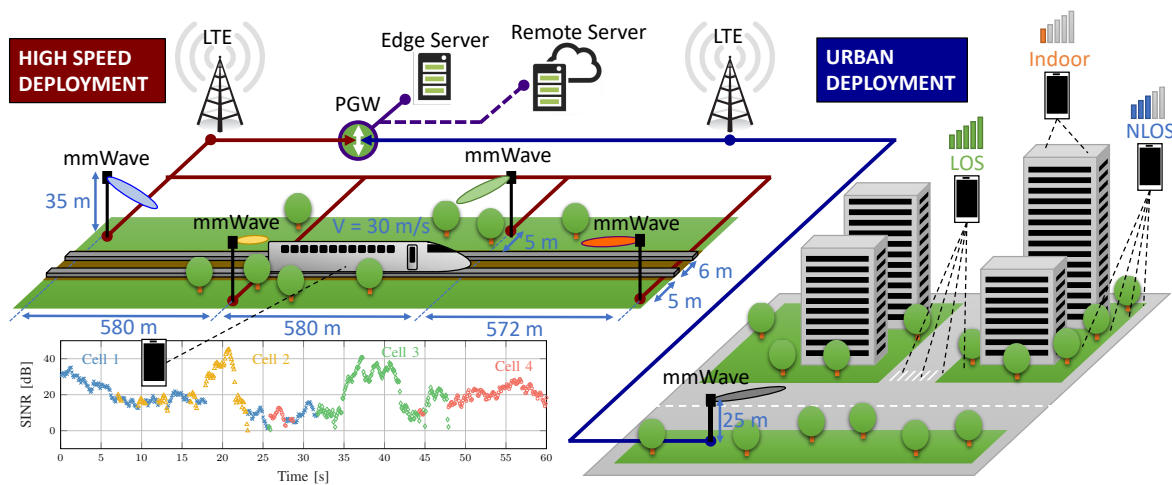 HIGH SPEED
DEPLOYMENT
LTE
Edge Server
Remote Server
PGW
LTE
URBAN
DEPLOYMENT
Indoor
NLOS
LOS
mmWave
mmWave
35 m
mmWave
V = 30 m/s
mmWave
5 m
6 m
5 m
580 m
580 m
572 m
mmWave
25 m
SINR [dB]
40
20
0
Cell 1
Cell 2
Cell 3
Cell 4
0
5
10
15
20
25
30
35
40
45
50
55
60
Time [s]